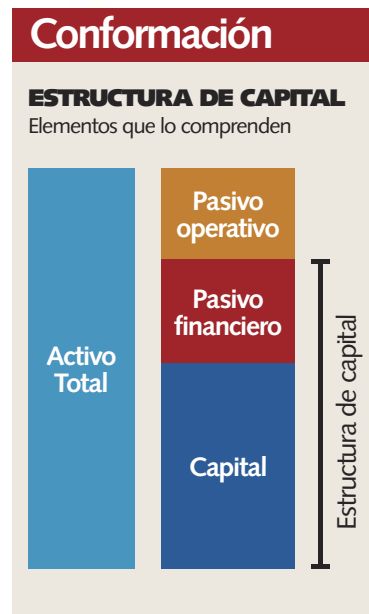 Conformación
ESTRUCTURA DE CAPITAL
Elementos que lo comprenden
Activo
Total
Pasivo
operativo
Pasivo
financiero
Capital
Estructura de capital